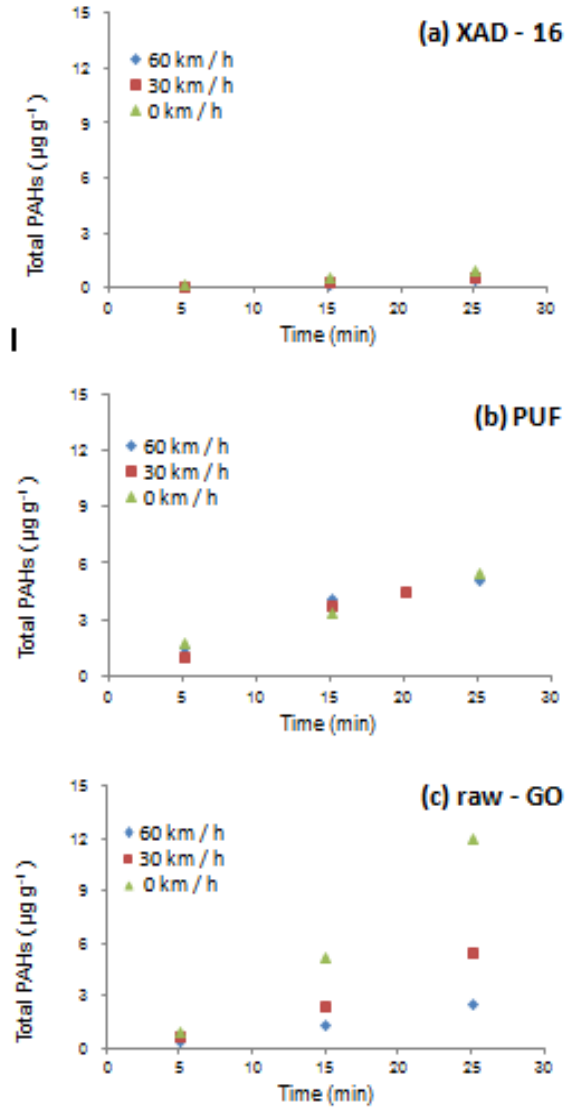 (a) XAD - 16
60 km / h
30 km / h
0 km / h
Total PAHs ( µg g⁻¹ )
15
12
9
6
3
0
0 5 10 15 20 25 30
Time (min)
I
(b) PUF
60 km / h
30 km / h
0 km / h
Total PAHs ( µg g⁻¹ )
15
12
9
6
3
0
0 5 10 15 20 25 30
Time (min)
(c) raw - GO
60 km / h
30 km / h
0 km / h
Total PAHs ( µg g⁻¹ )
15
12
9
6
3
0
0 5 10 15 20 25 30
Time (min)